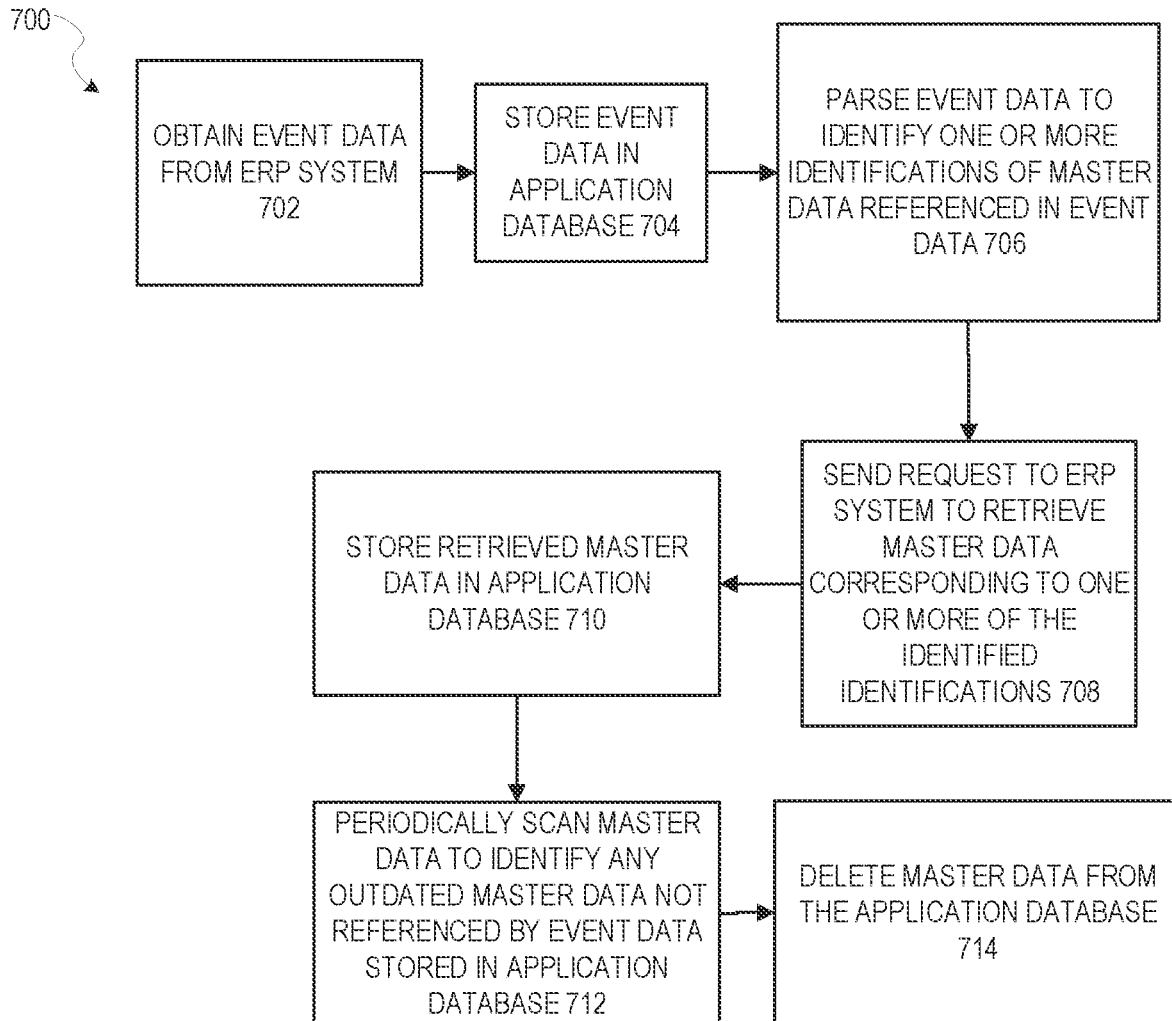 700
OBTAIN EVENT DATA
FROM ERP SYSTEM
702
STORE EVENT
DATA IN
APPLICATION
DATABASE 704
PARSE EVENT DATA TO
IDENTIFY ONE OR MORE
IDENTIFICATIONS OF MASTER
DATA REFERENCED IN EVENT
DATA 706
SEND REQUEST TO ERP
SYSTEM TO RETRIEVE
MASTER DATA
CORRESPONDING TO ONE
OR MORE OF THE
IDENTIFIED
IDENTIFICATIONS 708
STORE RETRIEVED MASTER
DATA IN APPLICATION
DATABASE 710
PERIODICALLY SCAN MASTER
DATA TO IDENTIFY ANY
OUTDATED MASTER DATA NOT
REFERENCED BY EVENT DATA
STORED IN APPLICATION
DATABASE 712
DELETE MASTER DATA FROM
THE APPLICATION DATABASE
714